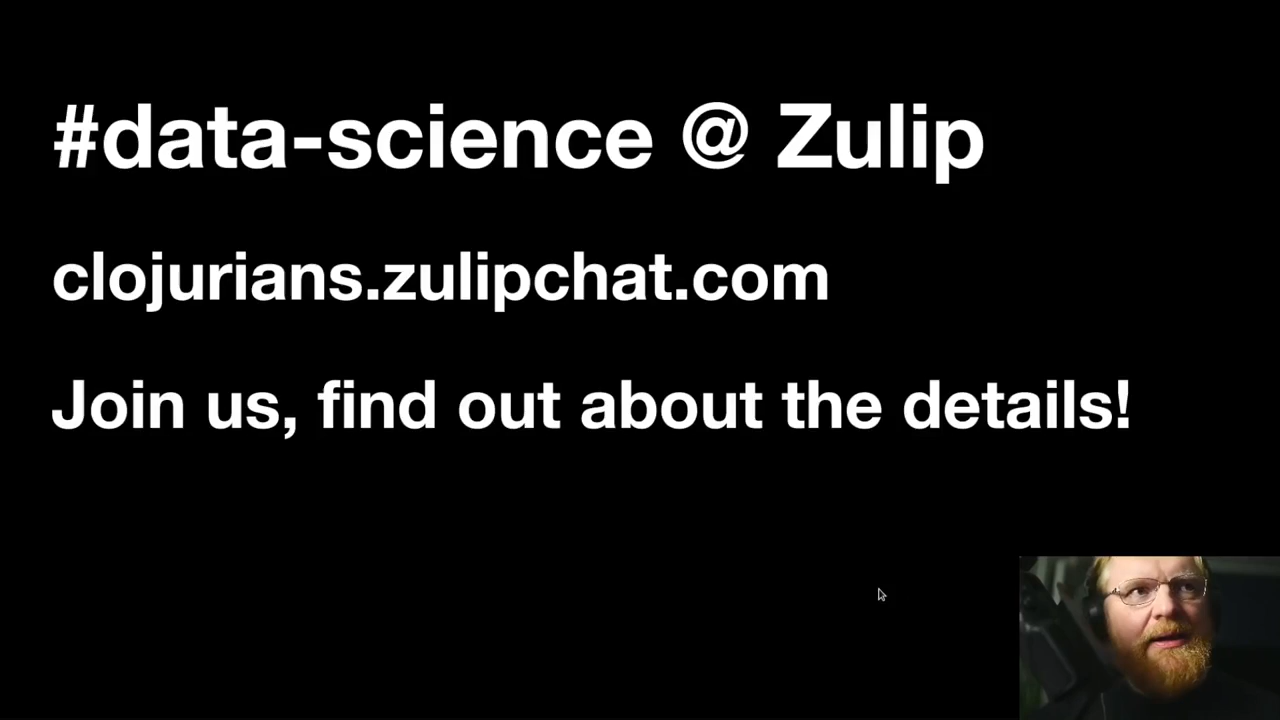 #data-science @ Zulip
clojurians.zulipchat.com
Join us, find out about the details!